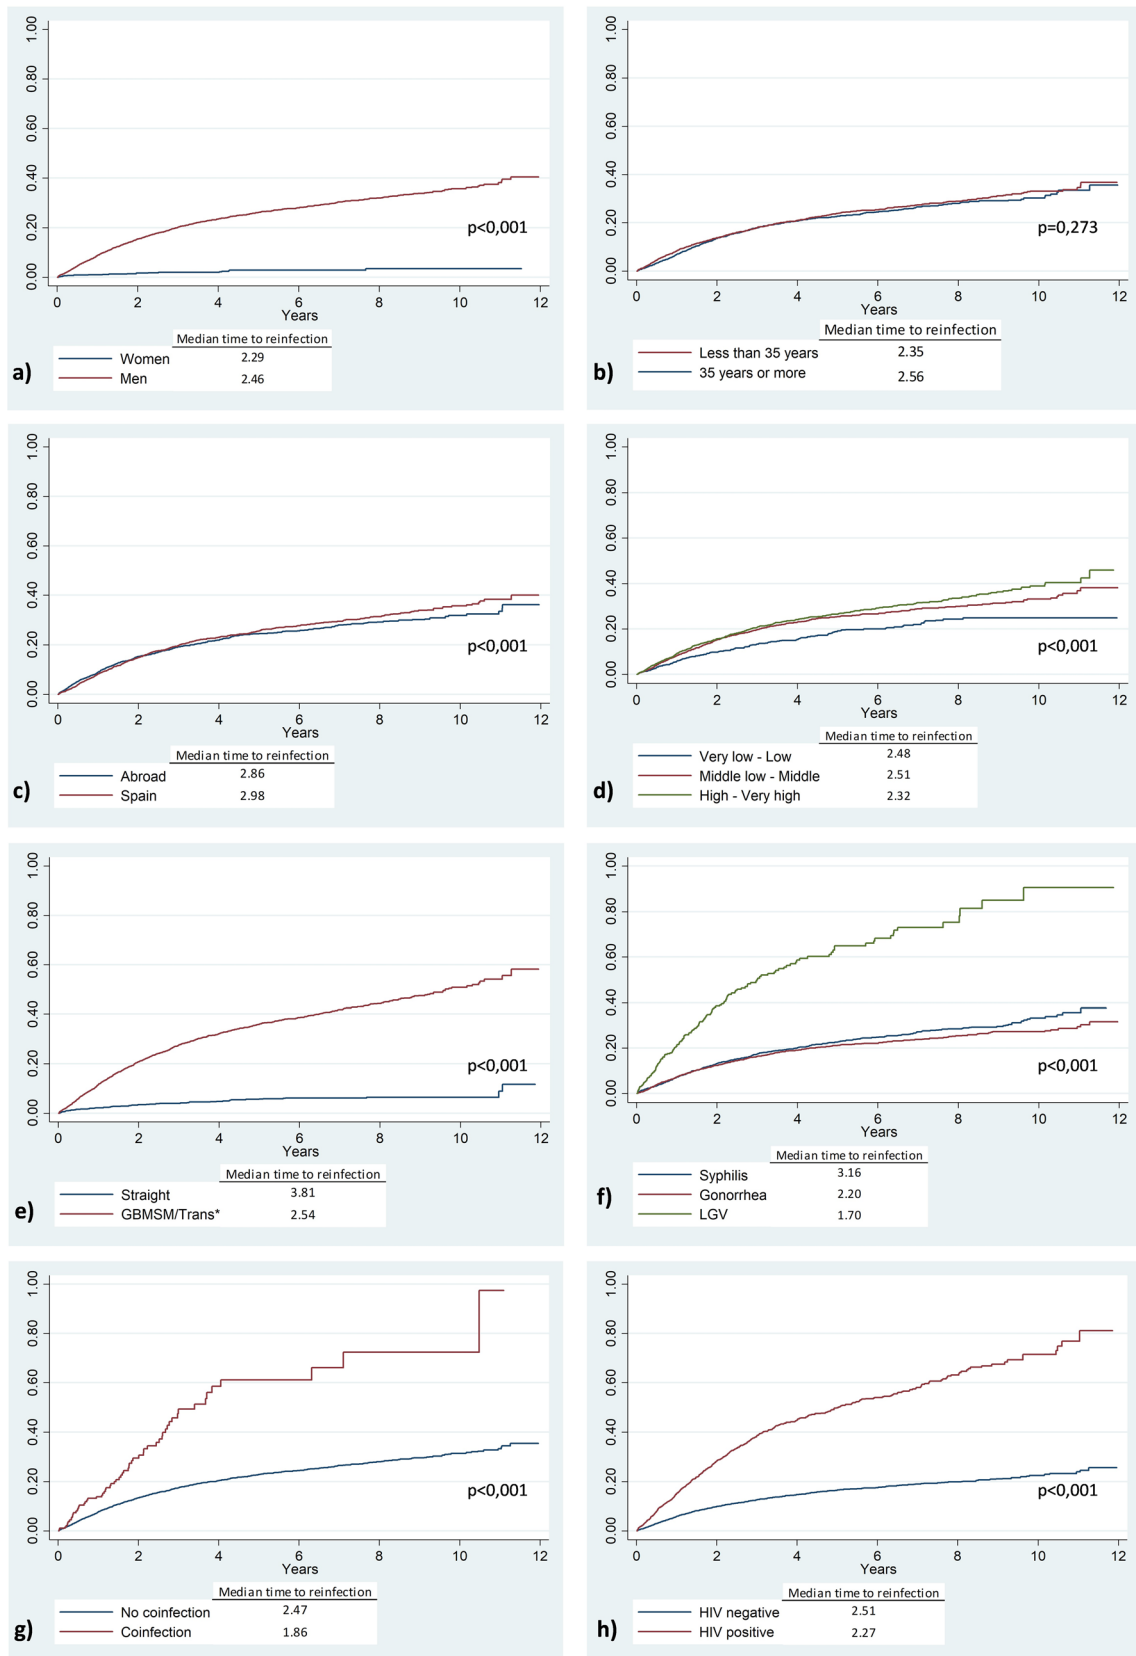 1.00
0.80
0.60
0.40
0.20
0.00
p<0,001
0 2 4 6 8 10 12
Years
Median time to reinfection
Women 2.29
Men 2.46
a)
1.00
0.80
0.60
0.40
0.20
0.00
p=0,273
0 2 4 6 8 10 12
Years
Median time to reinfection
Less than 35 years 2.35
35 years or more 2.56
b)
1.00
0.80
0.60
0.40
0.20
0.00
p<0,001
0 2 4 6 8 10 12
Years
Median time to reinfection
Abroad 2.86
Spain 2.98
c)
1.00
0.80
0.60
0.40
0.20
0.00
p<0,001
0 2 4 6 8 10 12
Years
Median time to reinfection
Very low - Low 2.48
Middle low - Middle 2.51
High - Very high 2.32
d)
1.00
0.80
0.60
0.40
0.20
0.00
p<0,001
0 2 4 6 8 10 12
Years
Median time to reinfection
Straight 3.81
GBMSM/Trans* 2.54
e)
1.00
0.80
0.60
0.40
0.20
0.00
p<0,001
0 2 4 6 8 10 12
Years
Median time to reinfection
Syphilis 3.16
Gonorrhea 2.20
LGV 1.70
f)
1.00
0.80
0.60
0.40
0.20
0.00
p<0,001
0 2 4 6 8 10 12
Years
Median time to reinfection
No coinfection 2.47
Coinfection 1.86
g)
1.00
0.80
0.60
0.40
0.20
0.00
p<0,001
0 2 4 6 8 10 12
Years
Median time to reinfection
HIV negative 2.51
HIV positive 2.27
h)